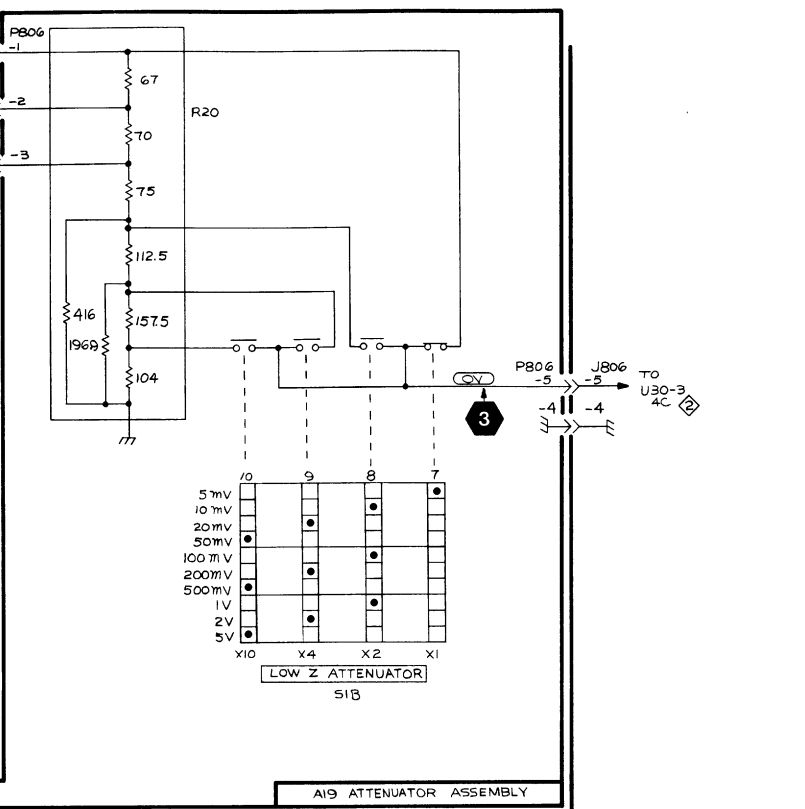 P806
-1
67
-2
R20
70
-3
75
112.5
416
157.5
1968
104
P806 J806
-5 -5
TO
U30-3
4C 2
0V
3
-4 -4
10 9 8 7
5mV
10mV
20mV
50mV
100mV
200mV
500mV
1V
2V
5V
X10 X4 X2 X1
LOW Z ATTENUATOR
S1B
A19 ATTENUATOR ASSEMBLY